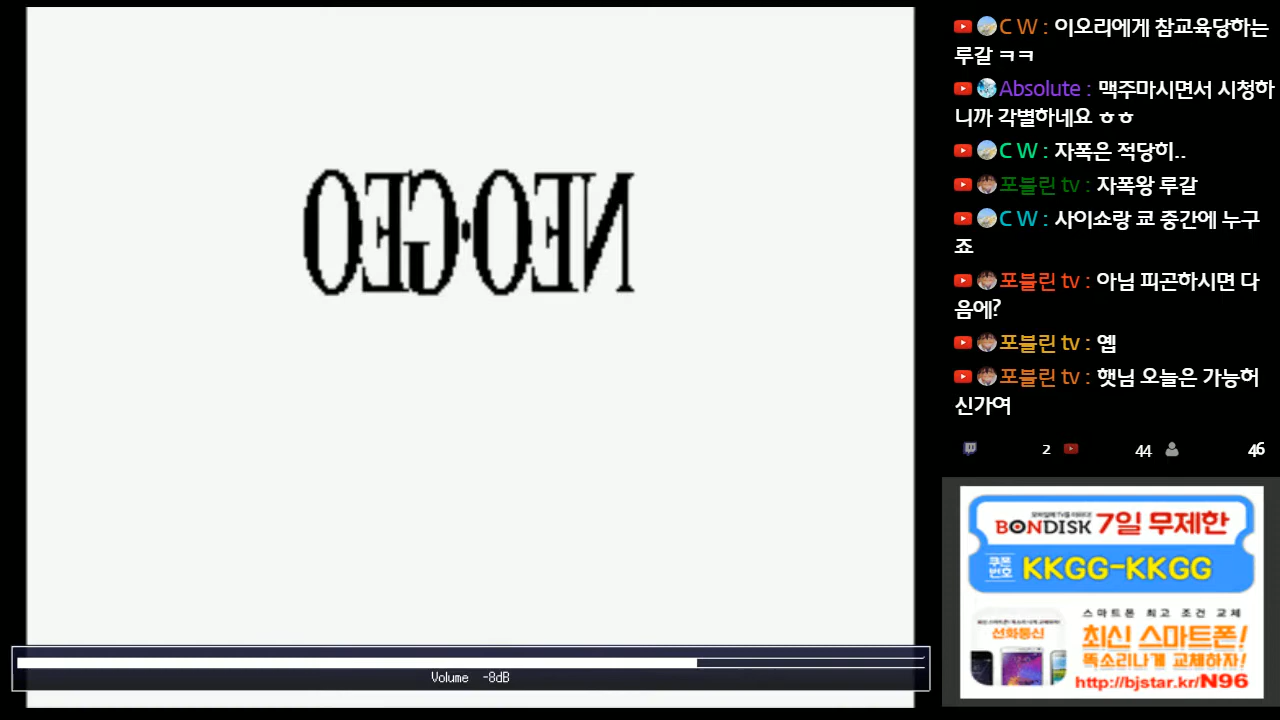 NEO·GEO
Volume -8dB
C W : 이오리에게 참교육당하는
루갈 ㅋㅋ
Absolute : 맥주마시면서 시청하
니까 각별하네요 ㅎㅎ
C W : 자폭은 적당히..
포블린 tv : 자폭왕 루갈
C W : 사이쇼랑 쿄 중간에 누구
죠
포블린 tv : 아님 피곤하시면 다
음에?
포블린 tv : 옙
포블린 tv : 햇님 오늘은 가능허
신가여
2 44 46
BONDISK 7일 무제한
쿠폰
번호 KKGG-KKGG
스마트폰 최고 조건 교체
선화통신
최신 스마트폰!
똑소리나게 교체하자!
http://bjstar.kr/N96